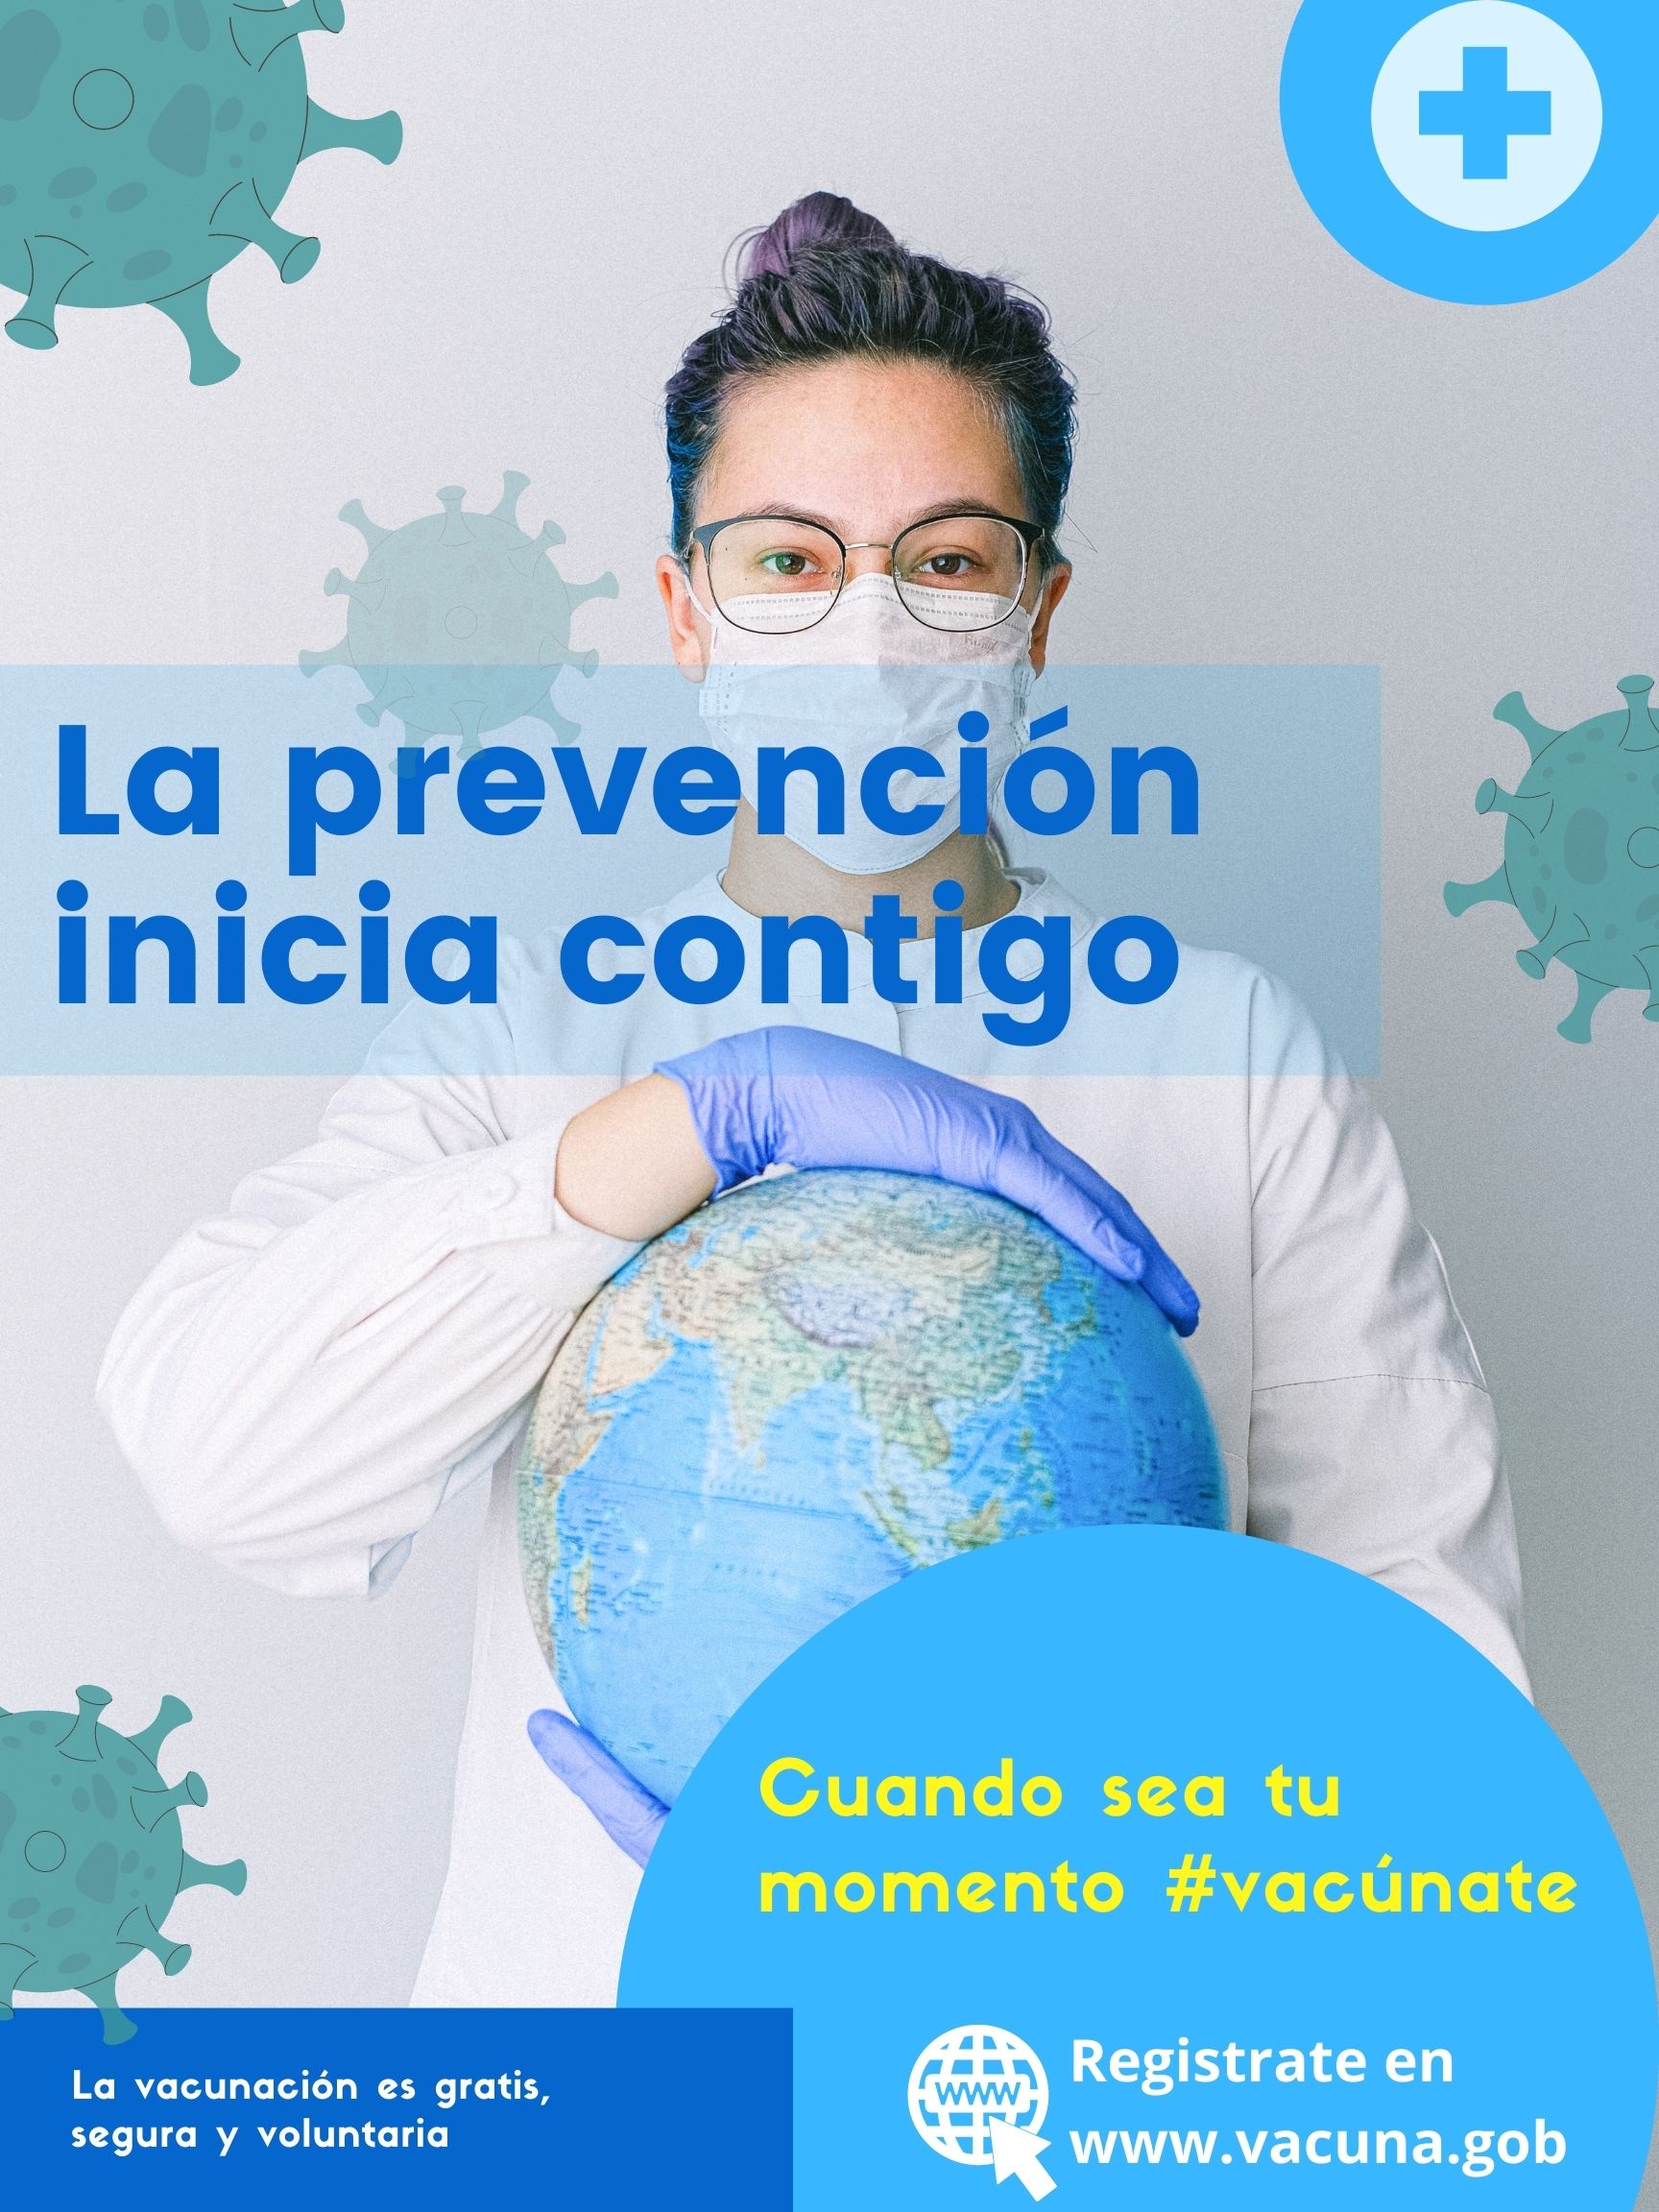 La prevención
inicia contigo
Cuando sea tu
momento #vacúnate
www
Registrate en
www.vacuna.gob
La vacunación es gratis,
segura y voluntaria